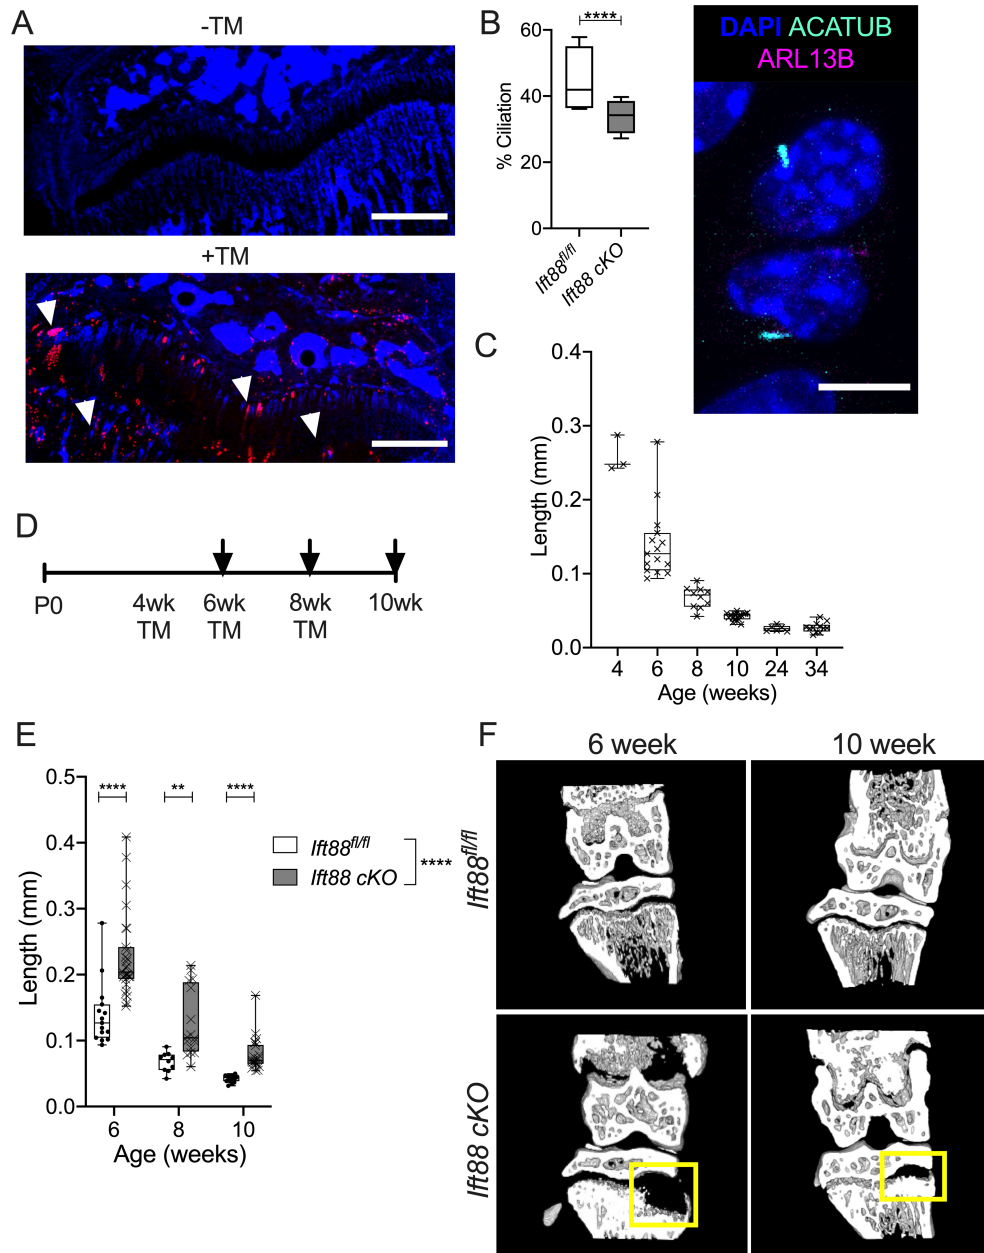 A
-TM
+TM
B
****
60
40
20
0
% Ciliation
Ift88fl/fl
Ift88 cKO
DAPI ACATUB
ARL13B
C
0.4
0.3
0.2
0.1
0.0
Length (mm)
4 6 8 10 24 34
Age (weeks)
D
P0 4wk 6wk 8wk 10wk
TM TM TM
E
0.5
0.4
0.3
0.2
0.1
0.0
Length (mm)
**** ** ****
Ift88fl/fl
Ift88 cKO
****
6 8 10
Age (weeks)
F
6 week 10 week
Ift88fl/fl
Ift88 cKO